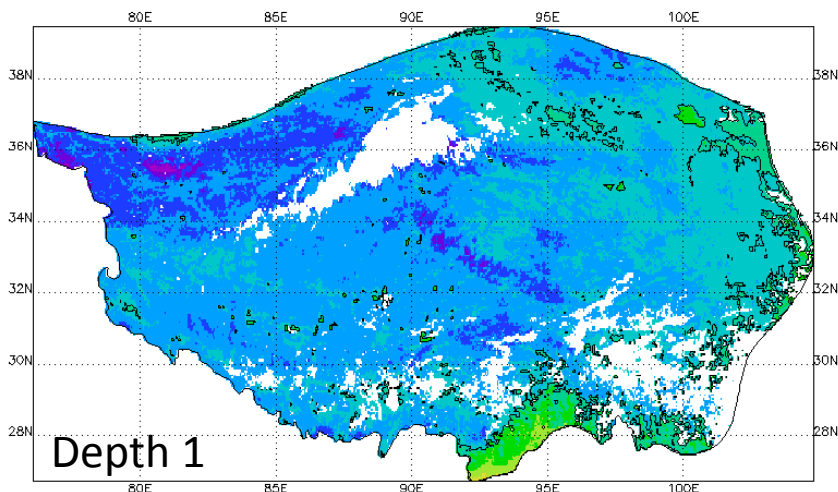 80E 85E 90E 95E 100E
38N 38N
36N 36N
34N 34N
32N 32N
30N 30N
28N 28N
Depth 1
80E 85E 90E 95E 100E